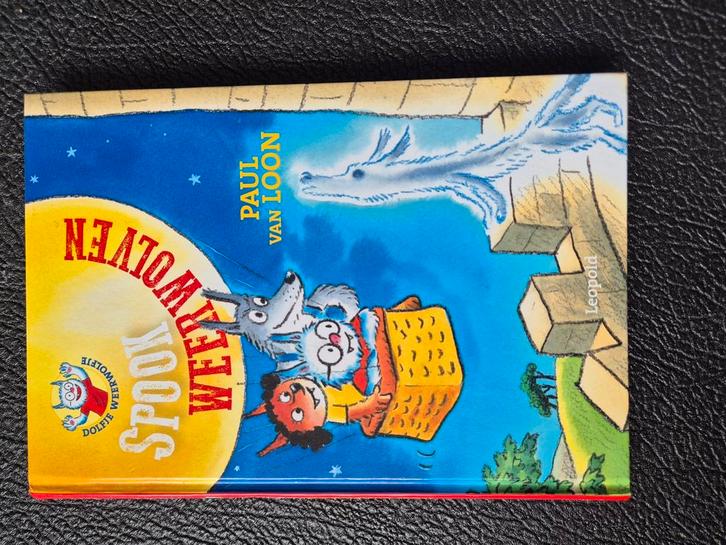 DOLFJE WEERWOLFJE
SPOOK
WEERWOLVEN
PAUL
VAN LOON
Leopold